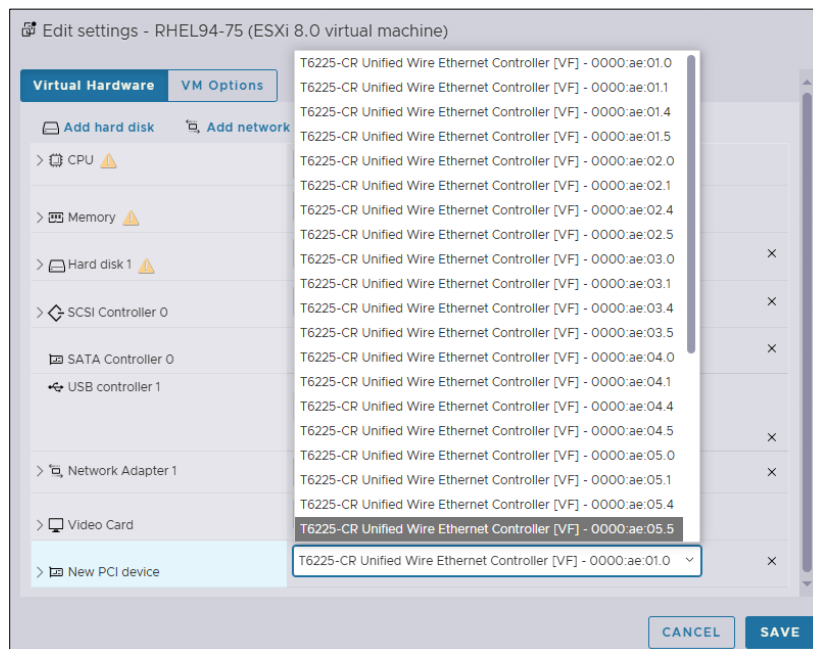 Edit settings - RHEL94-75 (ESXi 8.0 virtual machine)
Virtual Hardware
VM Options
Add hard disk
Add network
CPU
Memory
Hard disk 1
SCSI Controller 0
SATA Controller 0
USB controller 1
Network Adapter 1
Video Card
New PCI device
T6225-CR Unified Wire Ethernet Controller [VF] - 0000:ae:01.0
T6225-CR Unified Wire Ethernet Controller [VF] - 0000:ae:01.1
T6225-CR Unified Wire Ethernet Controller [VF] - 0000:ae:01.4
T6225-CR Unified Wire Ethernet Controller [VF] - 0000:ae:01.5
T6225-CR Unified Wire Ethernet Controller [VF] - 0000:ae:02.0
T6225-CR Unified Wire Ethernet Controller [VF] - 0000:ae:02.1
T6225-CR Unified Wire Ethernet Controller [VF] - 0000:ae:02.4
T6225-CR Unified Wire Ethernet Controller [VF] - 0000:ae:02.5
T6225-CR Unified Wire Ethernet Controller [VF] - 0000:ae:03.0
T6225-CR Unified Wire Ethernet Controller [VF] - 0000:ae:03.1
T6225-CR Unified Wire Ethernet Controller [VF] - 0000:ae:03.4
T6225-CR Unified Wire Ethernet Controller [VF] - 0000:ae:03.5
T6225-CR Unified Wire Ethernet Controller [VF] - 0000:ae:04.0
T6225-CR Unified Wire Ethernet Controller [VF] - 0000:ae:04.1
T6225-CR Unified Wire Ethernet Controller [VF] - 0000:ae:04.4
T6225-CR Unified Wire Ethernet Controller [VF] - 0000:ae:04.5
T6225-CR Unified Wire Ethernet Controller [VF] - 0000:ae:05.0
T6225-CR Unified Wire Ethernet Controller [VF] - 0000:ae:05.1
T6225-CR Unified Wire Ethernet Controller [VF] - 0000:ae:05.4
T6225-CR Unified Wire Ethernet Controller [VF] - 0000:ae:05.5
T6225-CR Unified Wire Ethernet Controller [VF] - 0000:ae:01.0
CANCEL
SAVE